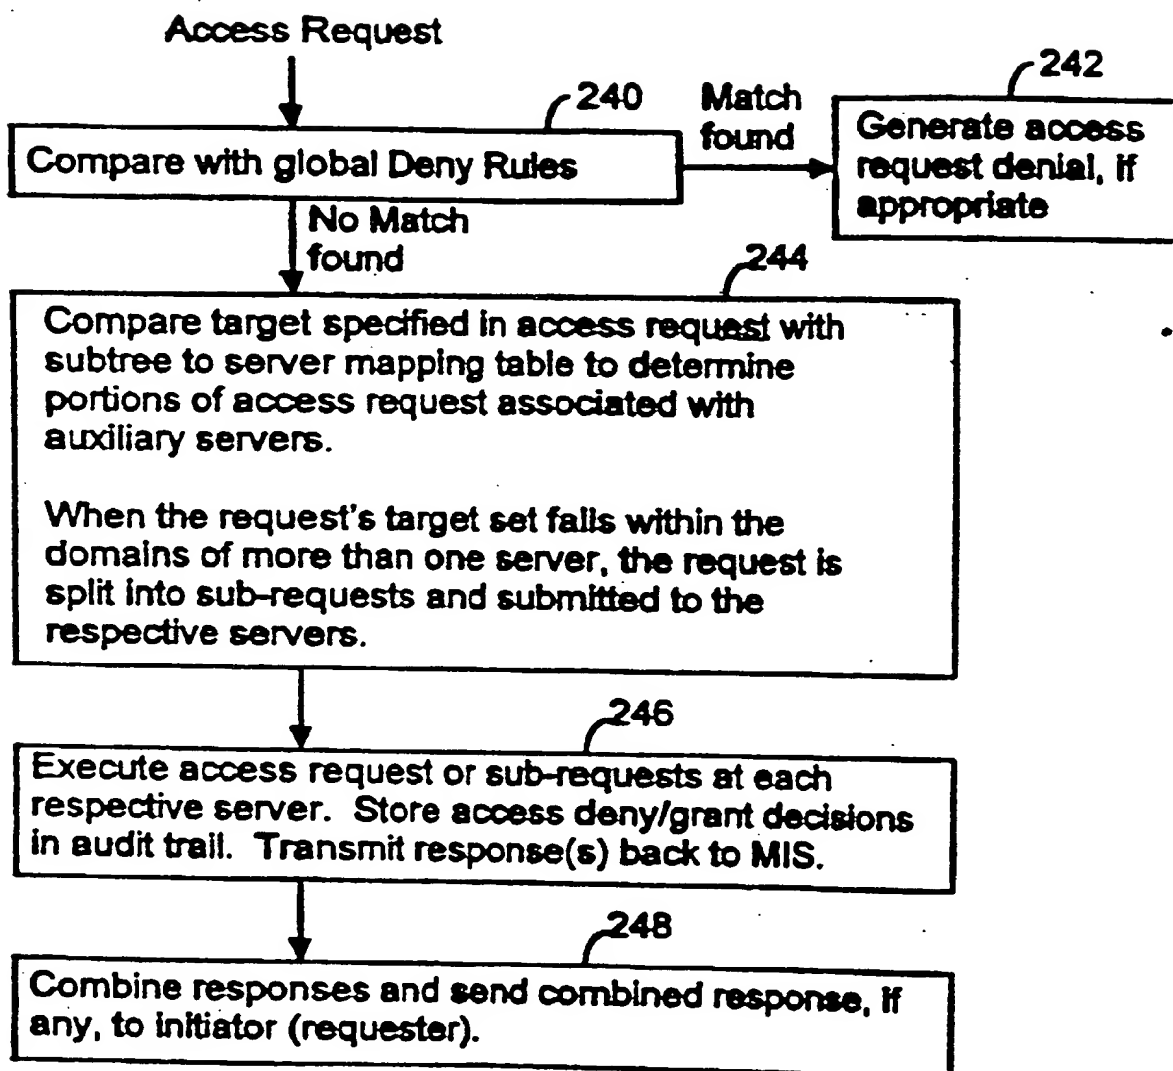 Access Request
240
Match
found
242
Compare with global Deny Rules
Generate access
request denial, if
appropriate
No Match
found
244
Compare target specified in access request with
subtree to server mapping table to determine
portions of access request associated with
auxiliary servers.
When the request's target set falls within the
domains of more than one server, the request is
split into sub-requests and submitted to the
respective servers.
246
Execute access request or sub-requests at each
respective server. Store access deny/grant decisions
in audit trail. Transmit response(s) back to MIS.
248
Combine responses and send combined response, if
any, to initiator (requester).